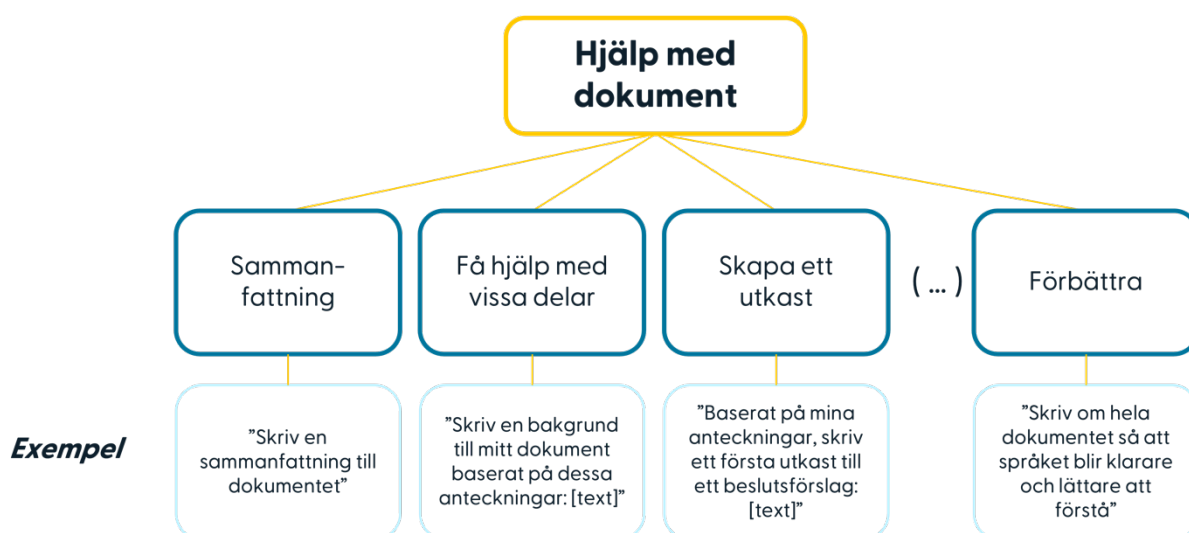 Hjälp med
dokument
Samman-
fattning
Få hjälp med
vissa delar
Skapa ett
utkast
( ... )
Förbättra
Exempel
”Skriv en
sammanfattning till
dokumentet”
”Skriv en bakgrund
till mitt dokument
baserat på dessa
anteckningar: [text]”
”Baserat på mina
anteckningar, skriv
ett första utkast till
ett beslutsförslag:
[text]”
”Skriv om hela
dokumentet så att
språket blir klarare
och lättare att
förstå”